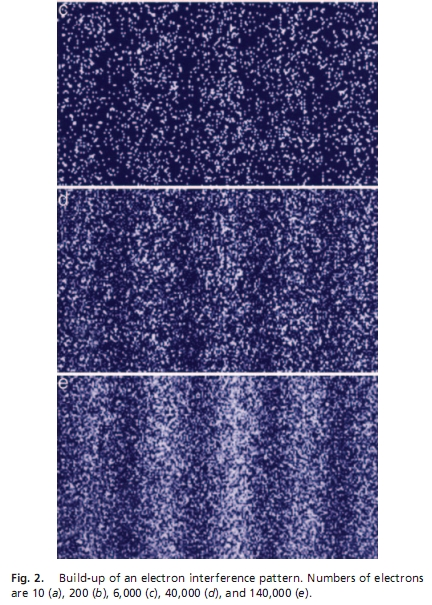 c
d
e
Fig. 2. Build-up of an electron interference pattern. Numbers of electrons
are 10 (a), 200 (b), 6,000 (c), 40,000 (d), and 140,000 (e).